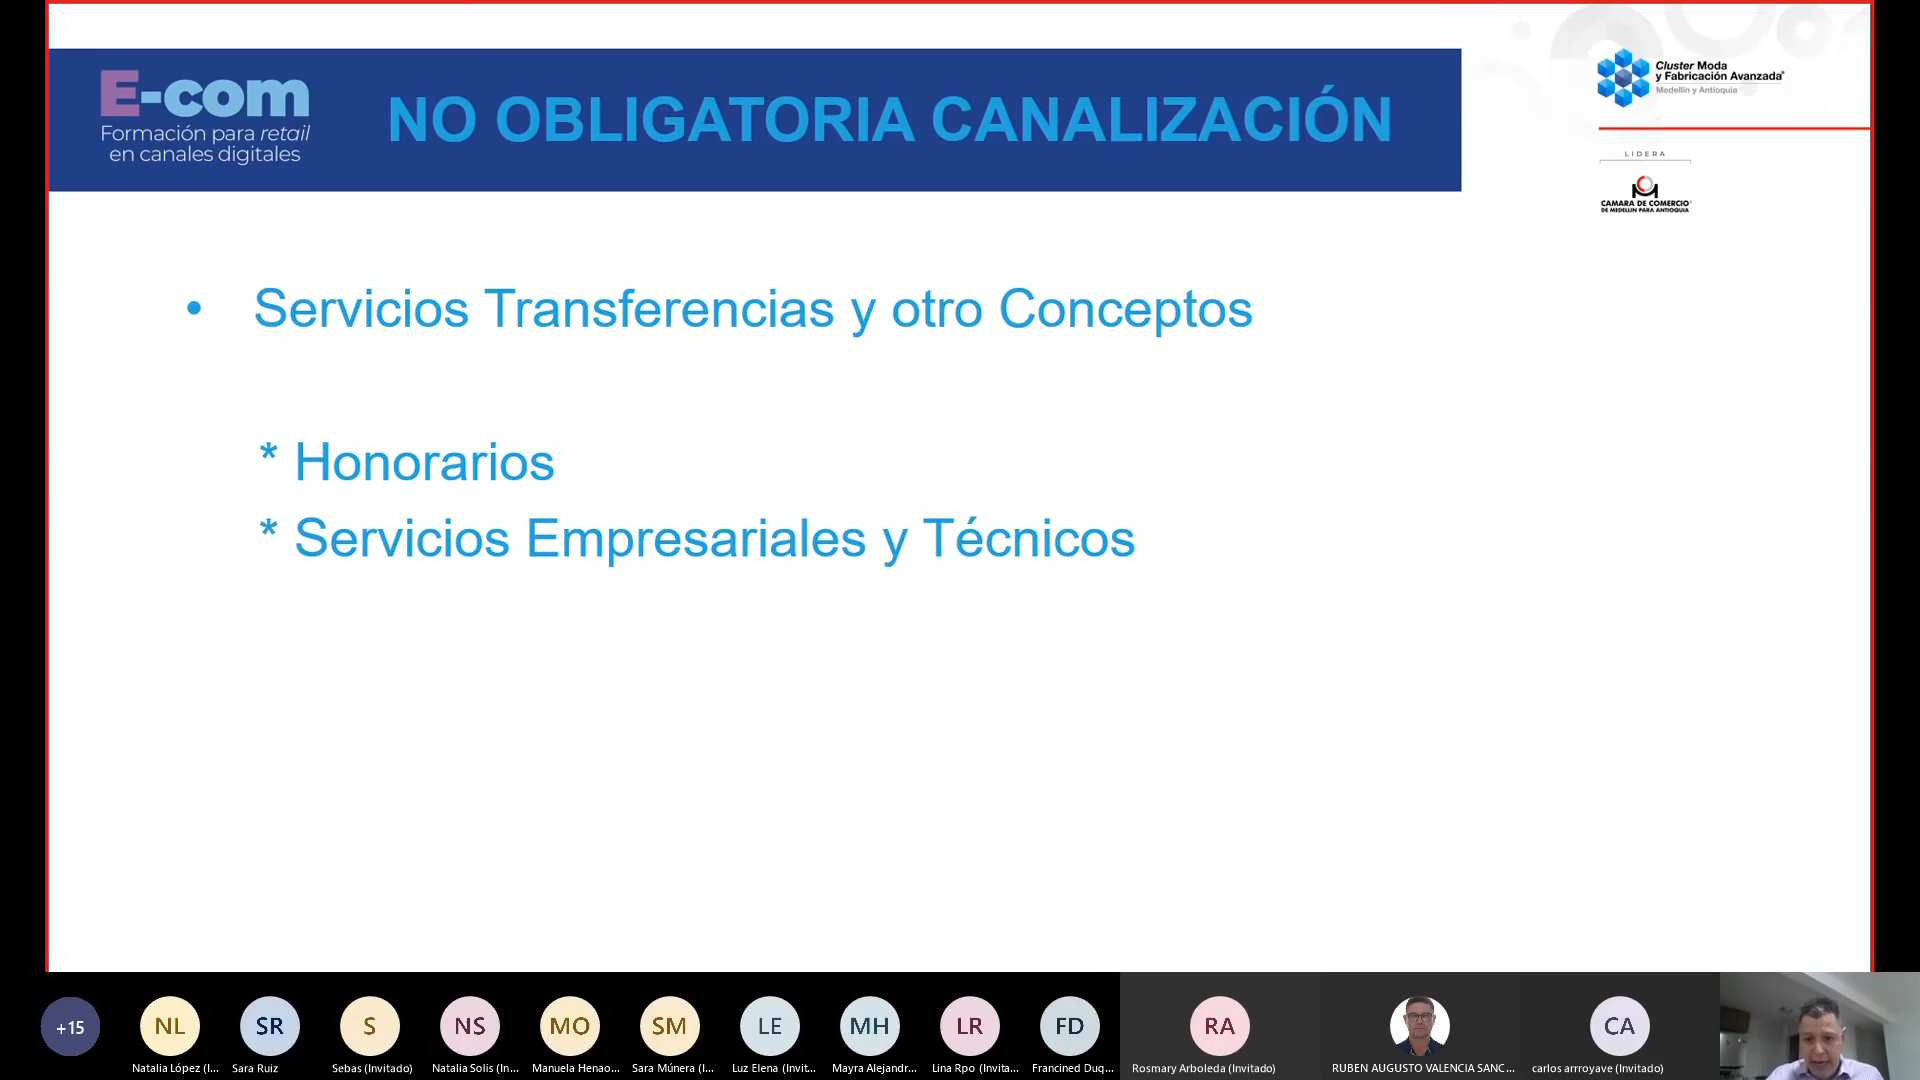 E-com
Formación para retail
en canales digitales
NO OBLIGATORIA CANALIZACIÓN
Cluster Moda
y Fabricación Avanzada
Medellín y Antioquia
LIDERA
CAMARA DE COMERCIO
DE MEDELLIN PARA ANTIOQUIA
• Servicios Transferencias y otro Conceptos
* Honorarios
* Servicios Empresariales y Técnicos
+15
NL
SR
S
NS
MO
SM
LE
MH
LR
FD
RA
CA
Natalia López (I...
Sara Ruiz
Sebas (Invitado)
Natalia Solis (In...
Manuela Henao...
Sara Múnera (I...
Luz Elena (Invit...
Mayra Alejandr...
Lina Rpo (Invita...
Francined Duq...
Rosmary Arboleda (Invitado)
RUBEN AUGUSTO VALENCIA SANC...
carlos arrroyave (Invitado)